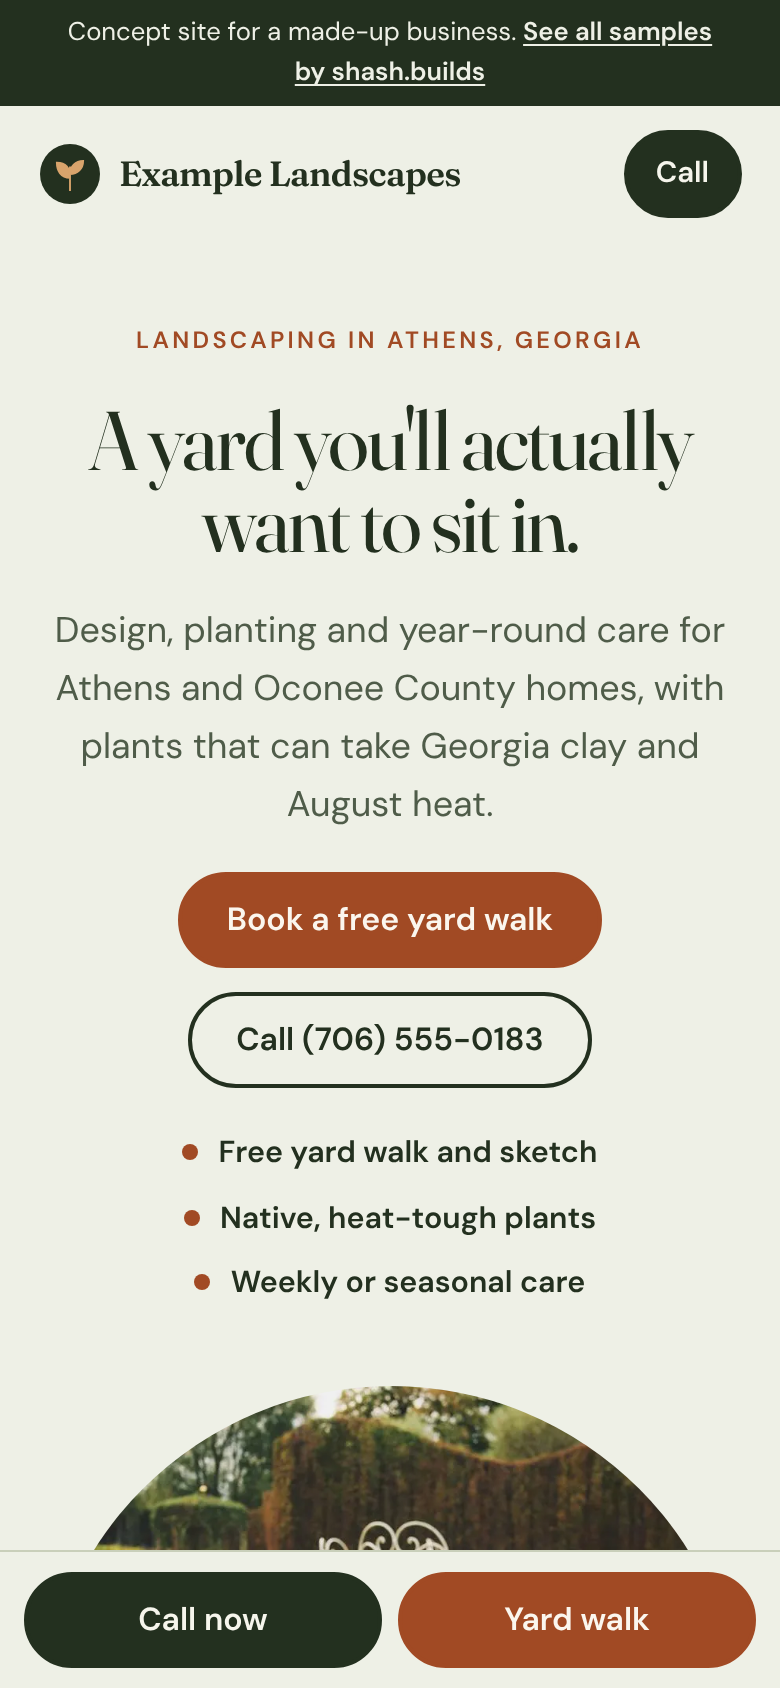 Concept site for a made-up business. See all samples
by shash.builds
Example Landscapes
Call
LANDSCAPING IN ATHENS, GEORGIA
A yard you'll actually
want to sit in.
Design, planting and year-round care for
Athens and Oconee County homes, with
plants that can take Georgia clay and
August heat.
Book a free yard walk
Call (706) 555-0183
Free yard walk and sketch
Native, heat-tough plants
Weekly or seasonal care
Call now
Yard walk